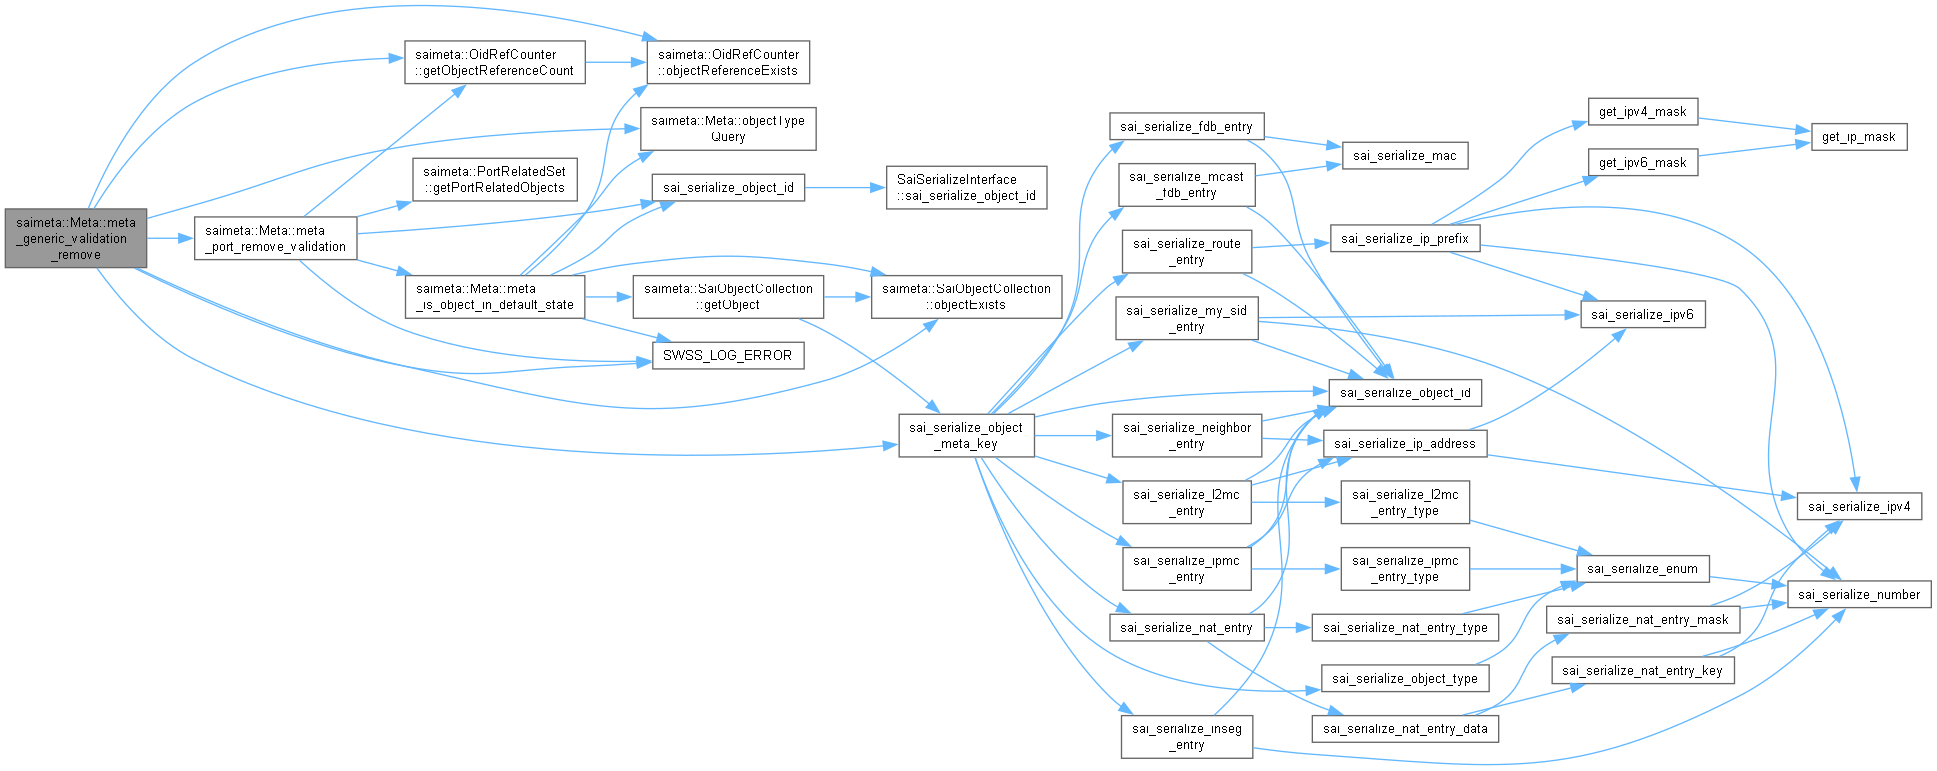 saimeta::Meta::meta
_generic_validation
_remove
saimeta::Meta::meta
_port_remove_validation
saimeta::OidRefCounter
::getObjectReferenceCount
saimeta::PortRelatedSet
::getPortRelatedObjects
saimeta::Meta::meta
_is_object_in_default_state
saimeta::OidRefCounter
::objectReferenceExists
saimeta::Meta::objectType
Query
sai_serialize_object_id
saimeta::SaiObjectCollection
::getObject
SWSS_LOG_ERROR
SaiSerializeInterface
::sai_serialize_object_id
saimeta::SaiObjectCollection
::objectExists
sai_serialize_object
_meta_key
sai_serialize_fdb_entry
sai_serialize_mcast
_fdb_entry
sai_serialize_route
_entry
sai_serialize_my_sid
_entry
sai_serialize_neighbor
_entry
sai_serialize_l2mc
_entry
sai_serialize_ipmc
_entry
sai_serialize_nat_entry
sai_serialize_inseg
_entry
sai_serialize_mac
sai_serialize_ip_prefix
sai_serialize_object_id
sai_serialize_ip_address
sai_serialize_l2mc
_entry_type
sai_serialize_ipmc
_entry_type
sai_serialize_nat_entry_type
sai_serialize_object_type
sai_serialize_nat_entry_data
get_ipv4_mask
get_ipv6_mask
sai_serialize_ipv6
sai_serialize_enum
sai_serialize_nat_entry_mask
sai_serialize_nat_entry_key
get_ip_mask
sai_serialize_ipv4
sai_serialize_number